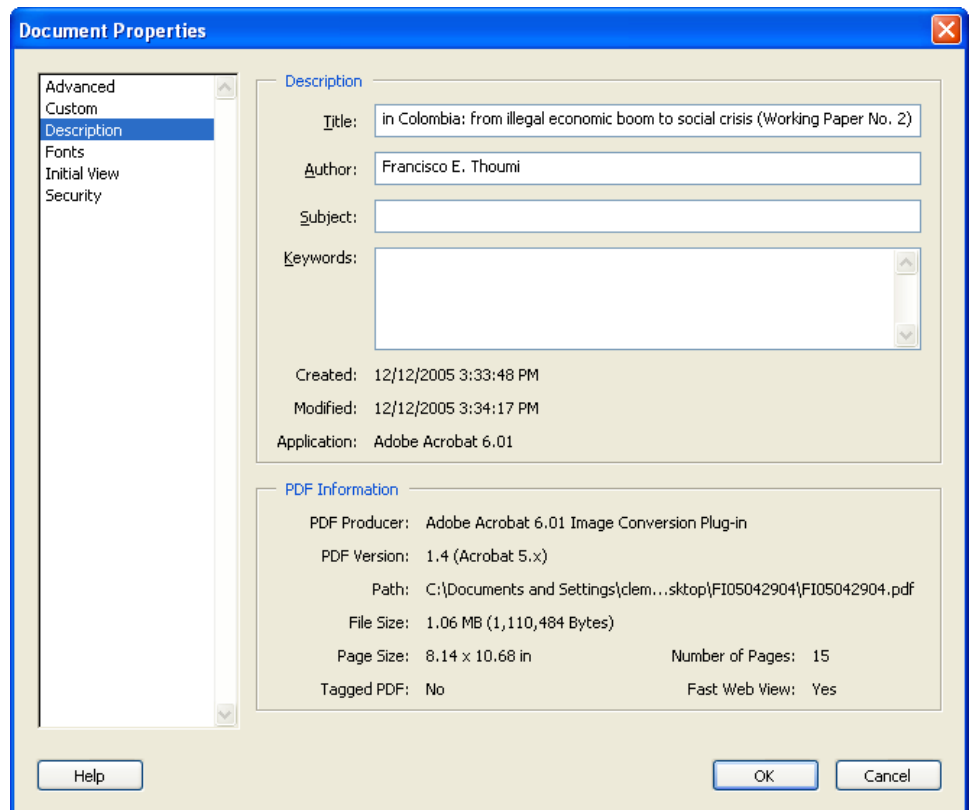 Document Properties
Advanced
Custom
Description
Fonts
Initial View
Security
Description
Title: in Colombia: from illegal economic boom to social crisis (Working Paper No. 2)
Author: Francisco E. Thoumi
Subject:
Keywords:
Created: 12/12/2005 3:33:48 PM
Modified: 12/12/2005 3:34:17 PM
Application: Adobe Acrobat 6.01
PDF Information
PDF Producer: Adobe Acrobat 6.01 Image Conversion Plug-in
PDF Version: 1.4 (Acrobat 5.x)
Path: C:\Documents and Settings\clem...sktop\FI05042904\FI05042904.pdf
File Size: 1.06 MB (1,110,484 Bytes)
Page Size: 8.14 x 10.68 in Number of Pages: 15
Tagged PDF: No Fast Web View: Yes
Help OK Cancel